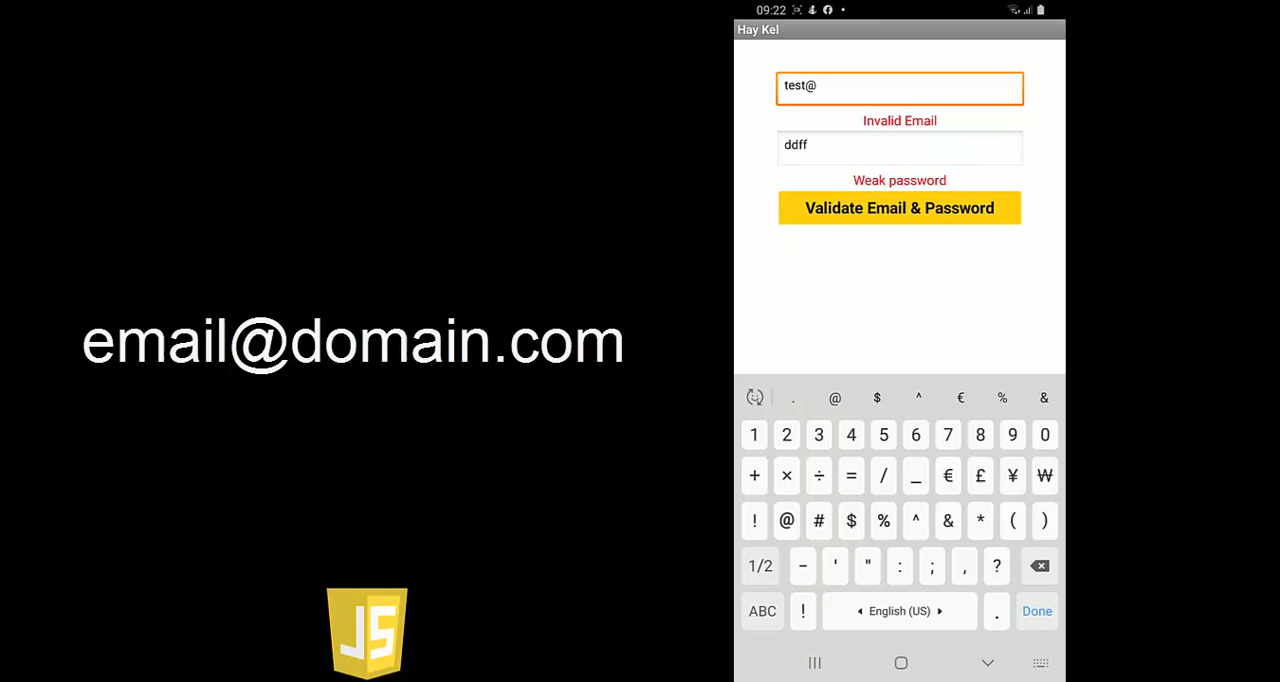 email@domain.com
JS
09:22
Hay Kel
test@
Invalid Email
ddff
Weak password
Validate Email & Password
. @ $ ^ € % &
1 2 3 4 5 6 7 8 9 0
+ × ÷ = / _ € £ ¥ ₩
! @ # $ % ^ & * ( )
1/2 - ' " : ; , ?
ABC ! English (US) . Done